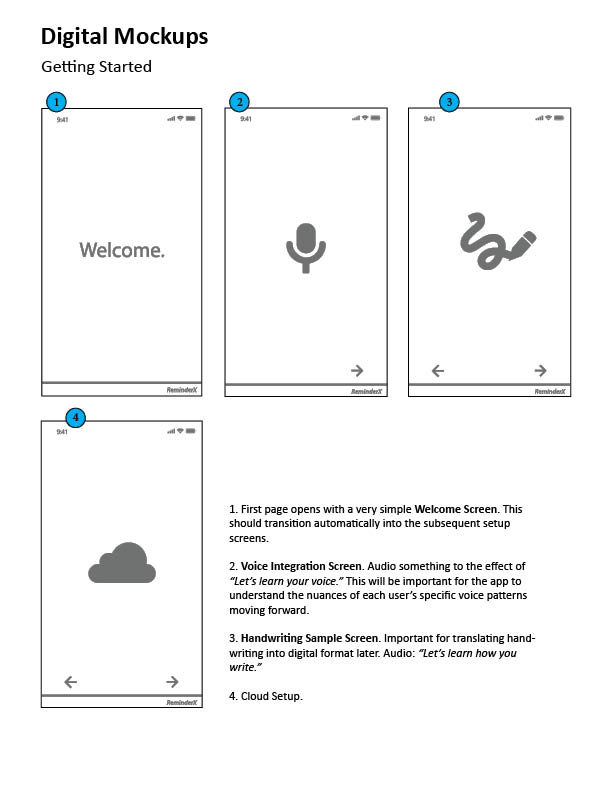 Digital Mockups
Getting Started
1
2
3
9:41
9:41
9:41
Welcome.
ReminderX
ReminderX
ReminderX
4
9:41
1. First page opens with a very simple Welcome Screen. This
should transition automatically into the subsequent setup
screens.
2. Voice Integration Screen. Audio something to the effect of
“Let’s learn your voice.” This will be important for the app to
understand the nuances of each user’s specific voice patterns
moving forward.
3. Handwriting Sample Screen. Important for translating hand-
writing into digital format later. Audio: “Let’s learn how you
write.”
4. Cloud Setup.
ReminderX